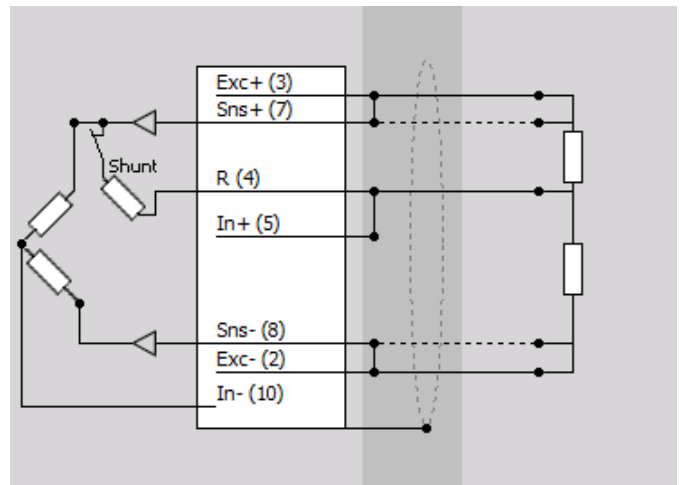 Exc+ (3)
Sns+ (7)
Shunt
R (4)
In+ (5)
Sns- (8)
Exc- (2)
In- (10)